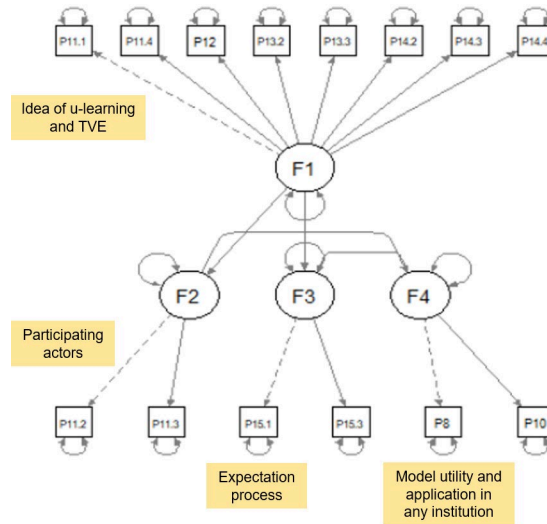 P11.1 P11.4 P12 P13.2 P13.3 P14.2 P14.3 P14.4
Idea of u-learning
and TVE
F1
F2 F3 F4
Participating
actors
P11.2 P11.3 P15.1 P15.3 P8 P10
Expectation
process
Model utility and
application in
any institution